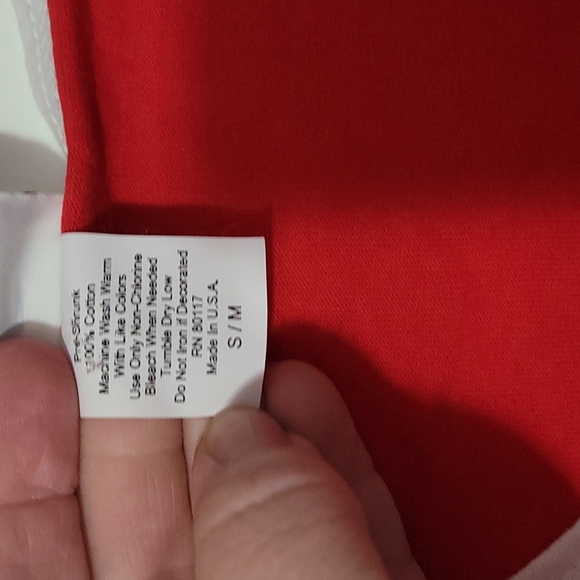 Pre-Shrunk
100% Cotton
Machine Wash Warm
With Like Colors
Use Only Non-Chlorine
Bleach When Needed
Tumble Dry Low
Do Not Iron if Decorated
RN 80117
Made In U.S.A.
S / M